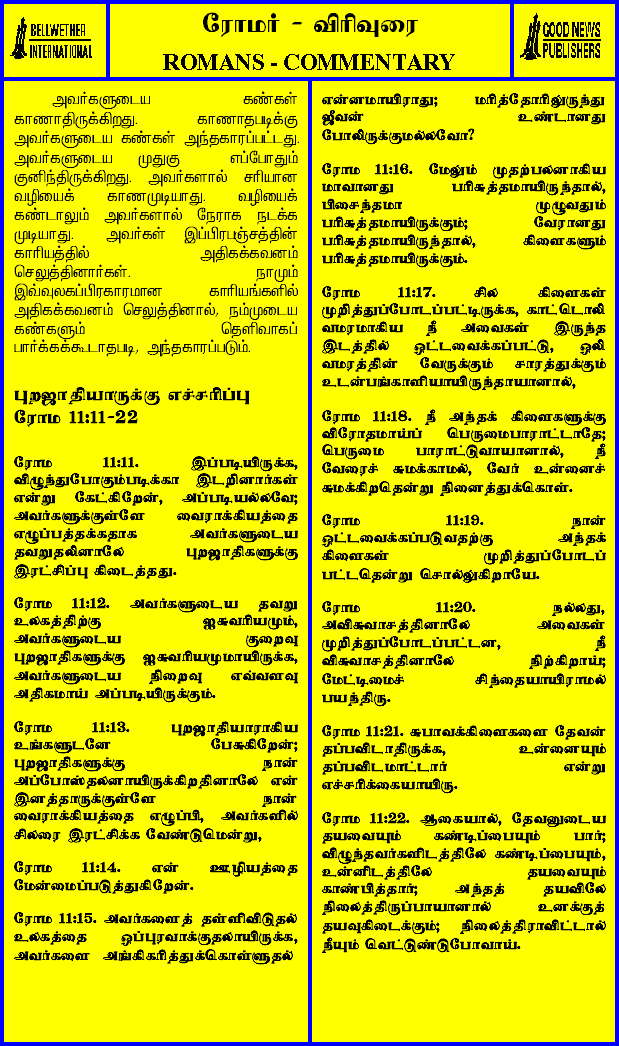 BELLWETHER
INTERNATIONAL
ரோமர் - விரிவுரை
ROMANS - COMMENTARY
GOOD NEWS
PUBLISHERS
அவர்களுடைய கண்கள்
காணாதிருக்கிறது. காணாதபடிக்கு
அவர்களுடைய கண்கள் அந்தகாரப்பட்டது.
அவர்களுடைய முதுகு எப்போதும்
குனிந்திருக்கிறது. அவர்களால் சரியான
வழியைக் காணமுடியாது. வழியைக்
கண்டாலும் அவர்களால் நேராக நடக்க
முடியாது. அவர்கள் இப்பிரபஞ்சத்தின்
காரியத்தில் அதிகக்கவனம்
செலுத்தினார்கள். நாமும்
இவ்வுலகப்பிரகாரமான காரியங்களில்
அதிகக்கவனம் செலுத்தினால், நம்முடைய
கண்களும் தெளிவாகப்
பார்க்கக்கூடாதபடி, அந்தகாரப்படும்.
புறஜாதியாருக்கு எச்சரிப்பு
ரோம 11:11-22
ரோம 11:11. இப்படியிருக்க,
விழுந்துபோகும்படிக்கா இடறினார்கள்
என்று கேட்கிறேன், அப்படியல்லவே;
அவர்களுக்குள்ளே வைராக்கியத்தை
எழுப்பத்தக்கதாக அவர்களுடைய
தவறுதலினாலே புறஜாதிகளுக்கு
இரட்சிப்பு கிடைத்தது.
ரோம 11:12. அவர்களுடைய தவறு
உலகத்திற்கு ஐசுவரியமும்,
அவர்களுடைய குறைவு
புறஜாதிகளுக்கு ஐசுவரியமுமாயிருக்க,
அவர்களுடைய நிறைவு எவ்வளவு
அதிகமாய் அப்படியிருக்கும்.
ரோம 11:13. புறஜாதியாராகிய
உங்களுடனே பேசுகிறேன்;
புறஜாதிகளுக்கு நான்
அப்போஸ்தலனாயிருக்கிறதினாலே என்
இனத்தாருக்குள்ளே நான்
வைராக்கியத்தை எழுப்பி, அவர்களில்
சிலரை இரட்சிக்க வேண்டுமென்று,
ரோம 11:14. என் ஊழியத்தை
மேன்மைப்படுத்துகிறேன்.
ரோம 11:15. அவர்களைத் தள்ளிவிடுதல்
உலகத்தை ஒப்புரவாக்குதலாயிருக்க,
அவர்களை அங்கிகரித்துக்கொள்ளுதல்
என்னமாயிராது; மரித்தோரிலிருந்து
ஜீவன் உண்டானது
போலிருக்குமல்லவோ?
ரோம 11:16. மேலும் முதற்பலனாகிய
மாவானது பரிசுத்தமாயிருந்தால்,
பிசைந்தமா முழுவதும்
பரிசுத்தமாயிருக்கும்; வேரானது
பரிசுத்தமாயிருந்தால், கிளைகளும்
பரிசுத்தமாயிருக்கும்.
ரோம 11:17. சில கிளைகள்
முறித்துப்போடப்பட்டிருக்க, காட்டொலி
வமரமாகிய நீ அவைகள் இருந்த
இடத்தில் ஒட்டவைக்கப்பட்டு, ஒலி
வமரத்தின் வேருக்கும் சாரத்துக்கும்
உடன்பங்காளியாயிருந்தாயானால்,
ரோம 11:18. நீ அந்தக் கிளைகளுக்கு
விரோதமாய்ப் பெருமைபாராட்டாதே;
பெருமை பாராட்டுவாயானால், நீ
வேரைச் சுமக்காமல், வேர் உன்னைச்
சுமக்கிறதென்று நினைத்துக்கொள்.
ரோம 11:19. நான்
ஒட்டவைக்கப்படுவதற்கு அந்தக்
கிளைகள் முறித்துப்போடப்
பட்டதென்று சொல்லுகிறாயே.
ரோம 11:20. நல்லது,
அவிசுவாசத்தினாலே அவைகள்
முறித்துப்போடப்பட்டன, நீ
விசுவாசத்தினாலே நிற்கிறாய்;
மேட்டிமைச் சிந்தையாயிராமல்
பயந்திரு.
ரோம 11:21. சுபாவக்கிளைகளை தேவன்
தப்பவிடாதிருக்க, உன்னையும்
தப்பவிடமாட்டார் என்று
எச்சரிக்கையாயிரு.
ரோம 11:22. ஆகையால், தேவனுடைய
தயவையும் கண்டிப்பையும் பார்;
விழுந்தவர்களிடத்திலே கண்டிப்பையும்,
உன்னிடத்திலே தயவையும்
காண்பித்தார்; அந்தத் தயவிலே
நிலைத்திருப்பாயானால் உனக்குத்
தயவுகிடைக்கும்; நிலைத்திராவிட்டால்
நீயும் வெட்டுண்டுபோவாய்.